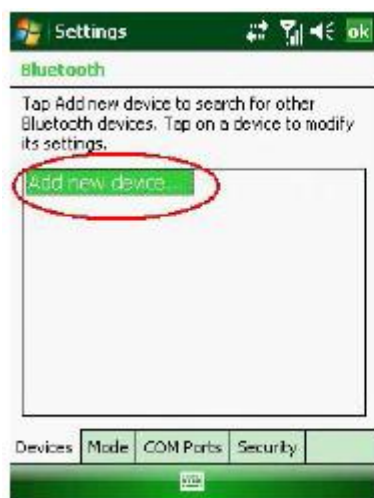 Settings
ok
Bluetooth
Tap Add new device to search for other
Bluetooth devices. Tap on a device to modify
its settings.
Add new device...
Devices Mode COM Ports Security